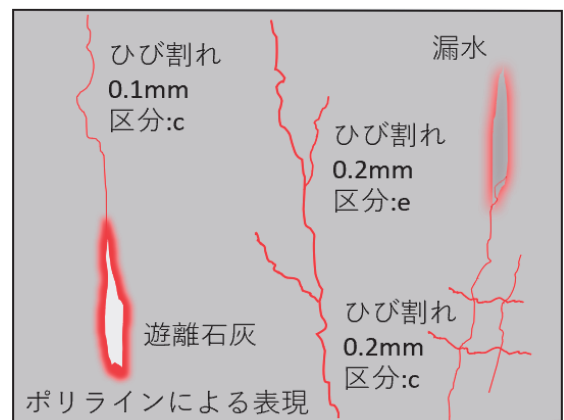 ひび割れ
0.1mm
区分:c
漏水
ひび割れ
0.2mm
区分:e
遊離石灰
ひび割れ
0.2mm
区分:c
ポリラインによる表現